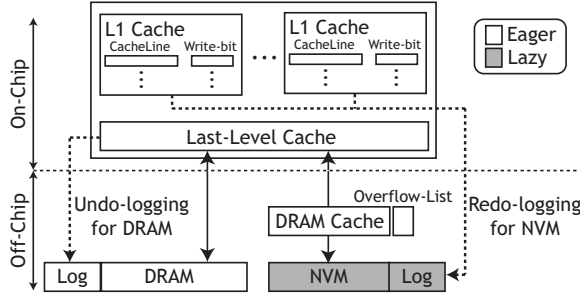 L1 Cache
CacheLine Write-bit
L1 Cache
CacheLine Write-bit
Eager
Lazy
On-Chip
Last-Level Cache
Off-Chip
Undo-logging
for DRAM
Overflow-List
DRAM Cache
Redo-logging
for NVM
Log
DRAM
NVM
Log